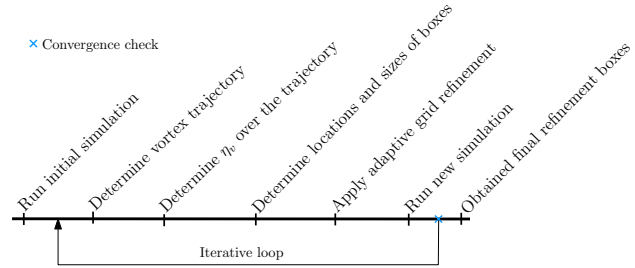 × Convergence check
Run initial simulation
Determine vortex trajectory
Determine ηᵥ over the trajectory
Determine locations and sizes of boxes
Apply adaptive grid refinement
Run new simulation
Obtained final refinement boxes
Iterative loop